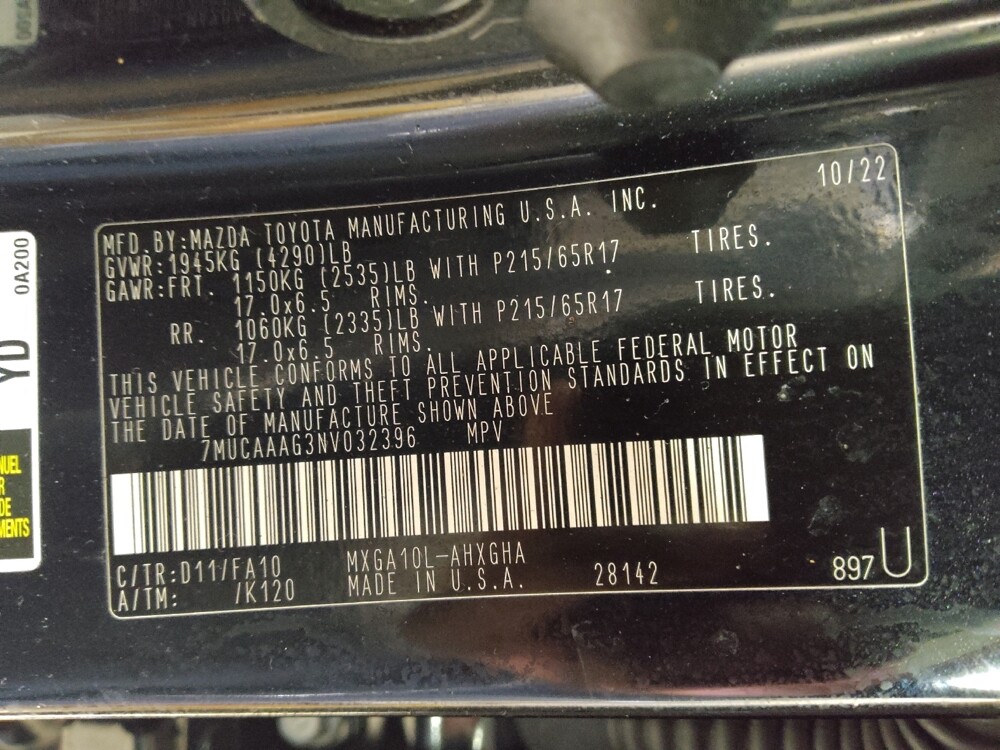 10/22
MFD.BY:MAZDA TOYOTA MANUFACTURING U.S.A. INC.
GVWR:1945KG (4290)LB
GAWR:FRT. 1150KG (2535)LB WITH P215/65R17 TIRES.
17.0x6.5 RIMS.
RR. 1060KG (2335)LB WITH P215/65R17 TIRES.
17.0x6.5 RIMS.
THIS VEHICLE CONFORMS TO ALL APPLICABLE FEDERAL MOTOR
VEHICLE SAFETY AND THEFT PREVENTION STANDARDS IN EFFECT ON
THE DATE OF MANUFACTURE SHOWN ABOVE
7MUCAAAG3NV032396 MPV
C/TR:D11/FA10 MXGA10L-AHXGHA
A/TM: /K120 MADE IN U.S.A. 28142 897 U
0A200
YD
NUEL
R
DE
MENTS